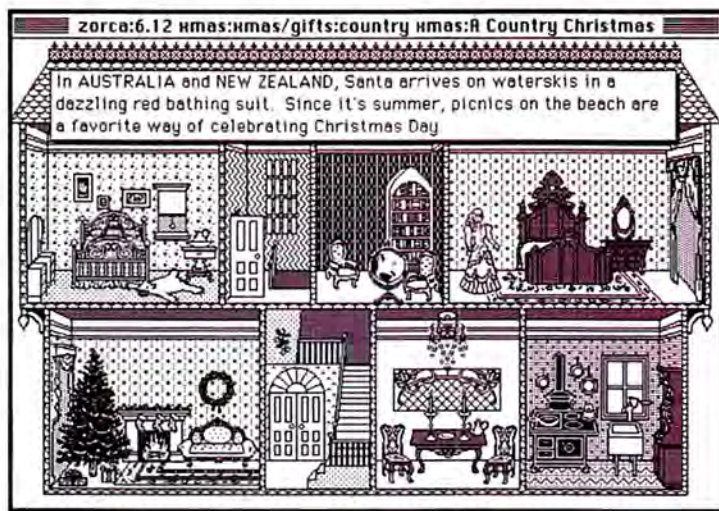 zorca:6.12 xmas:xmas/gifts:country xmas:A Country Christmas
In AUSTRALIA and NEW ZEALAND, Santa arrives on waterskis in a
dazzling red bathing suit. Since it's summer, picnics on the beach are
a favorite way of celebrating Christmas Day